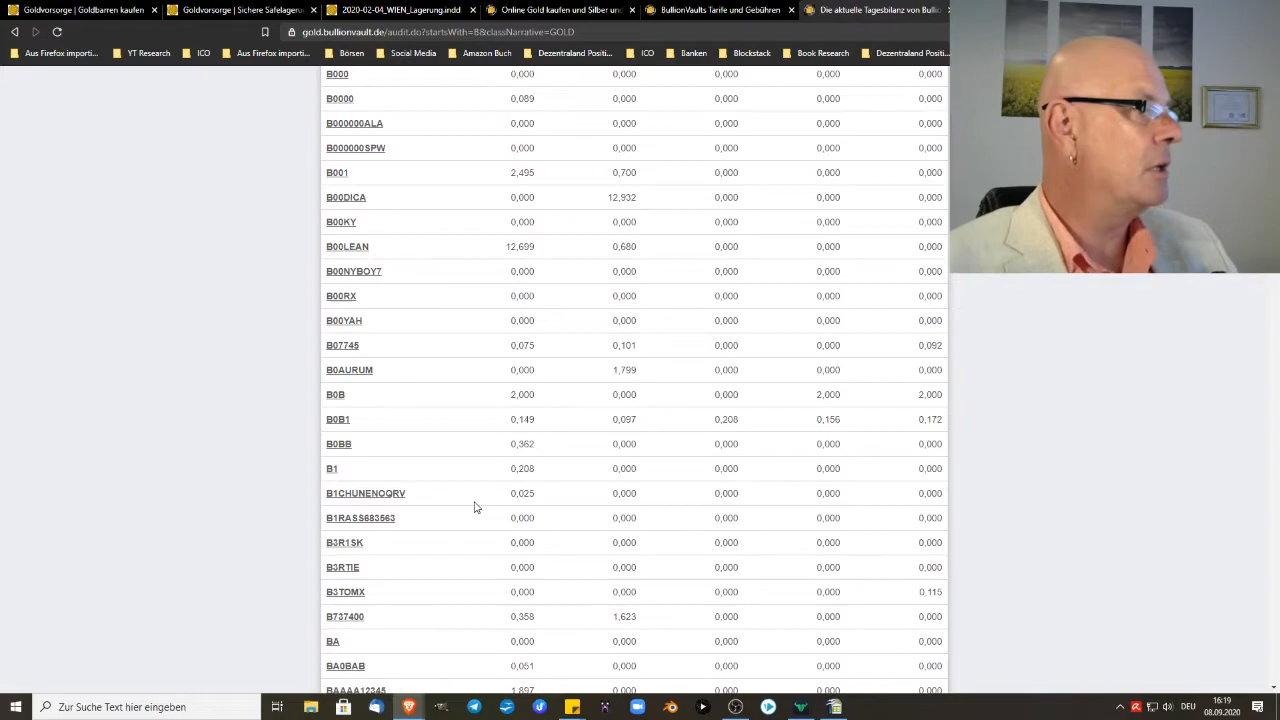 Goldvorsorge | Goldbarren kaufen
Goldvorsorge | Sichere Safelageru
2020-02-04_WIEN_Lagerung.indd
Online Gold kaufen und Silber un
BullionVaults Tarife und Gebühren
Die aktuelle Tagesbilanz von Bulli
gold.bullionvault.de/audit.do?startsWith=B&classNarrative=GOLD
Aus Firefox importi... YT Research ICO Aus Firefox importi... Börsen Social Media Amazon Buch Dezentraland Positi... ICO Banken Blockstack Book Research Dezentraland Positi
B000 0,000 0,000 0,000 0,000 0,000
B0000 0,089 0,000 0,000 0,000 0,000
B000000ALA 0,000 0,000 0,000 0,000 0,000
B000000SPW 0,000 0,000 0,000 0,000 0,000
B001 2,495 0,700 0,000 0,000 0,000
B00DICA 0,000 12,932 0,000 0,000 0,000
B00KY 0,000 0,000 0,000 0,000 0,000
B00LEAN 12,699 0,680 0,000 0,000 0,000
B00NYBOY7 0,000 0,000 0,000 0,000 0,000
B00RX 0,000 0,000 0,000 0,000 0,000
B00YAH 0,000 0,000 0,000 0,000 0,000
B07745 0,075 0,101 0,000 0,000 0,092
B0AURUM 0,000 1,799 0,000 0,000 0,000
B0B 2,000 0,000 0,000 2,000 2,000
B0B1 0,149 0,097 0,208 0,156 0,172
B0BB 0,362 0,000 0,000 0,000 0,000
B1 0,208 0,000 0,000 0,000 0,000
B1CHUNENOQRV 0,025 0,000 0,000 0,000 0,000
B1RASS683563 0,000 0,000 0,000 0,000 0,000
B3R1SK 0,000 0,000 0,000 0,000 0,000
B3RTIE 0,000 0,000 0,000 0,000 0,000
B3TOMX 0,000 0,000 0,000 0,000 0,115
B737400 0,358 1,623 0,000 0,000 0,000
BA 0,000 0,000 0,000 0,000 0,000
BA0BAB 0,051 0,000 0,000 0,000 0,000
BAAAA12345 1,897 0,000 0,000 0,000 0,000
Zur Suche Text hier eingeben
DEU
16:19
08.09.2020